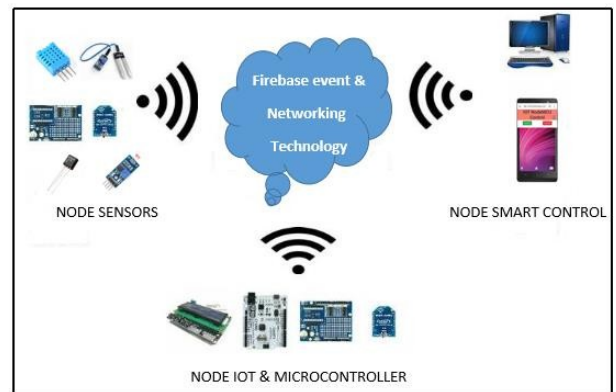 Firebase event &
Networking
Technology
NODE SENSORS
NODE SMART CONTROL
NODE IOT & MICROCONTROLLER